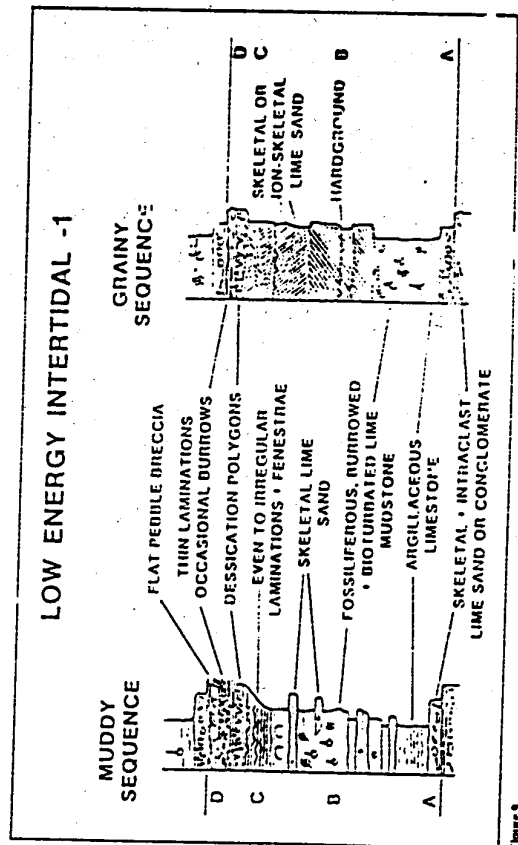 LOW ENERGY INTERTIDAL -1
MUDDY
SEQUENCE
GRAINY
SEQUENCE
D
C
B
A
FLAT PEBBLE BRECCIA
THIN LAMINATIONS
OCCASIONAL BURROWS
DESSICATION POLYGONS
EVEN TO IRREGULAR
LAMINATIONS + FENESTRAE
SKELETAL LIME
SAND
FOSSILIFEROUS, BURROWED
+ BIOTURBATED LIME
MUDSTONE
ARGILLACEOUS
LIMESTONE
SKELETAL + INTRACLAST
LIME SAND OR CONGLOMERATE
D
C
SKELETAL OR
NON-SKELETAL
LIME SAND
B
HARDGROUND
A